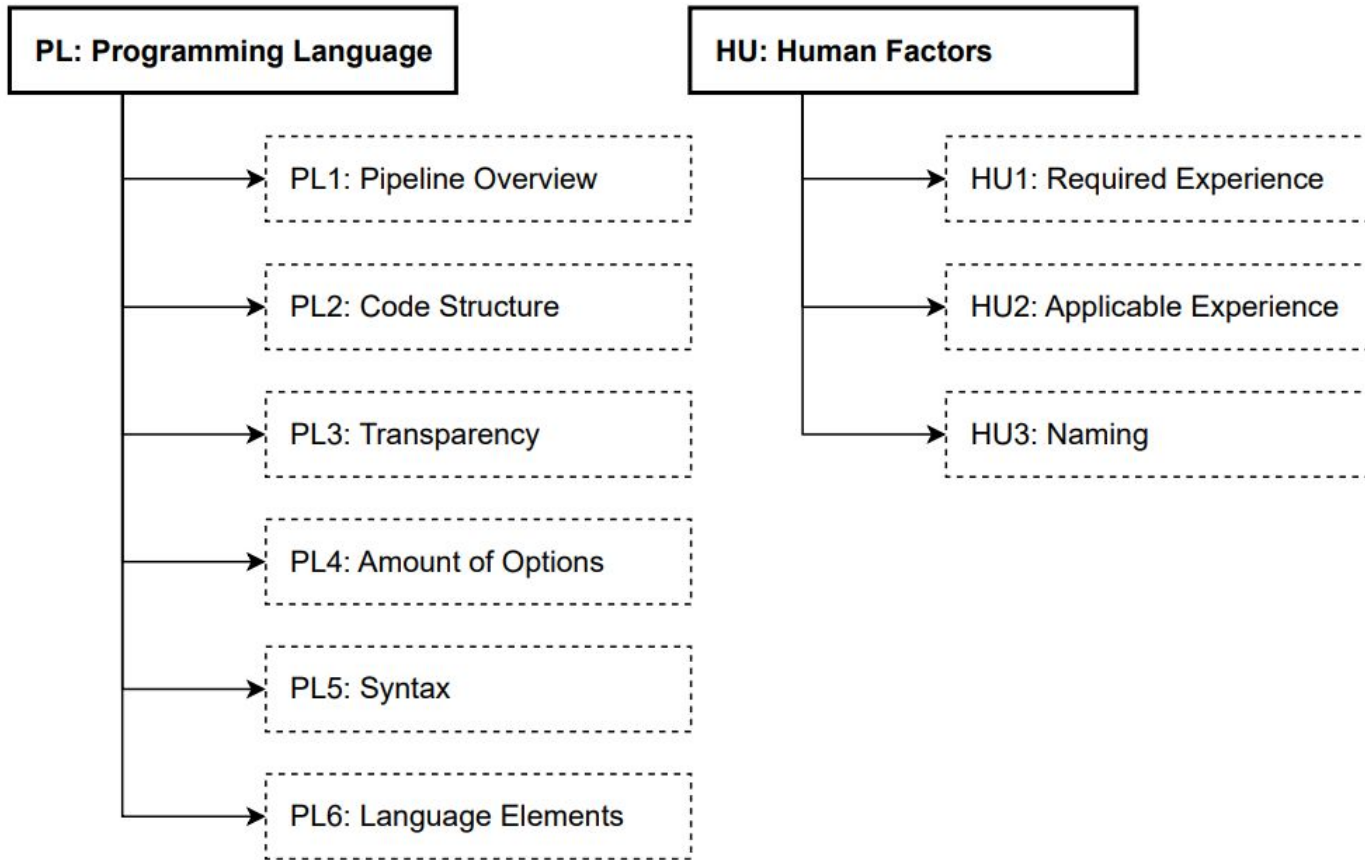 PL: Programming Language
PL1: Pipeline Overview
PL2: Code Structure
PL3: Transparency
PL4: Amount of Options
PL5: Syntax
PL6: Language Elements
HU: Human Factors
HU1: Required Experience
HU2: Applicable Experience
HU3: Naming